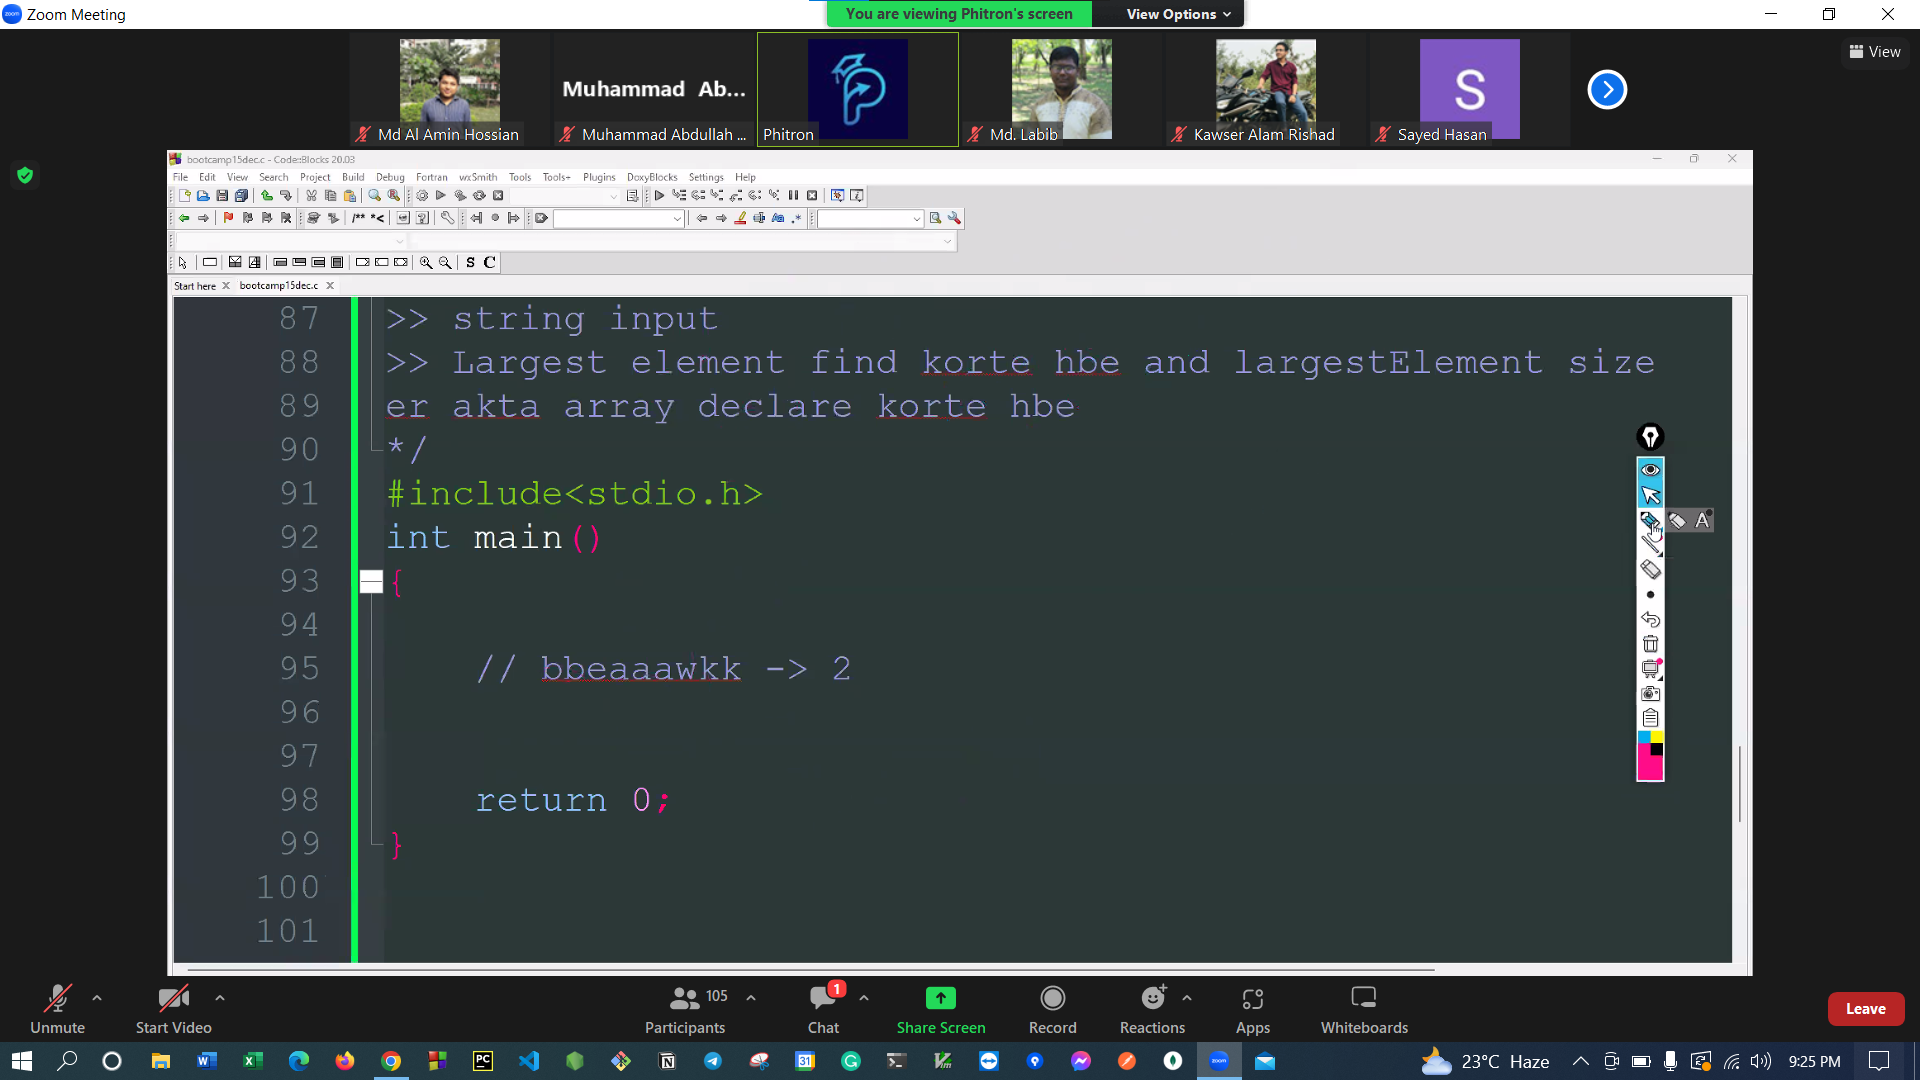 Zoom Meeting
You are viewing Phitron's screen
View Options
View
Md Al Amin Hossian
Muhammad Ab...
Muhammad Abdullah ...
Phitron
Md. Labib
Kawser Alam Rishad
S
Sayed Hasan
bootcamp15dec.c - Code::Blocks 20.03
File Edit View Search Project Build Debug Fortran wxSmith Tools Tools+ Plugins DoxyBlocks Settings Help
Start here
bootcamp15dec.c
87 >> string input
88 >> Largest element find korte hbe and largestElement size
89 er akta array declare korte hbe
90 */
91 #include<stdio.h>
92 int main()
93 {
94
95 // bbeaaawkk -> 2
96
97
98 return 0;
99 }
100
101
Unmute
Start Video
105
Participants
1
Chat
Share Screen
Record
Reactions
Apps
Whiteboards
Leave
23°C Haze
9:25 PM